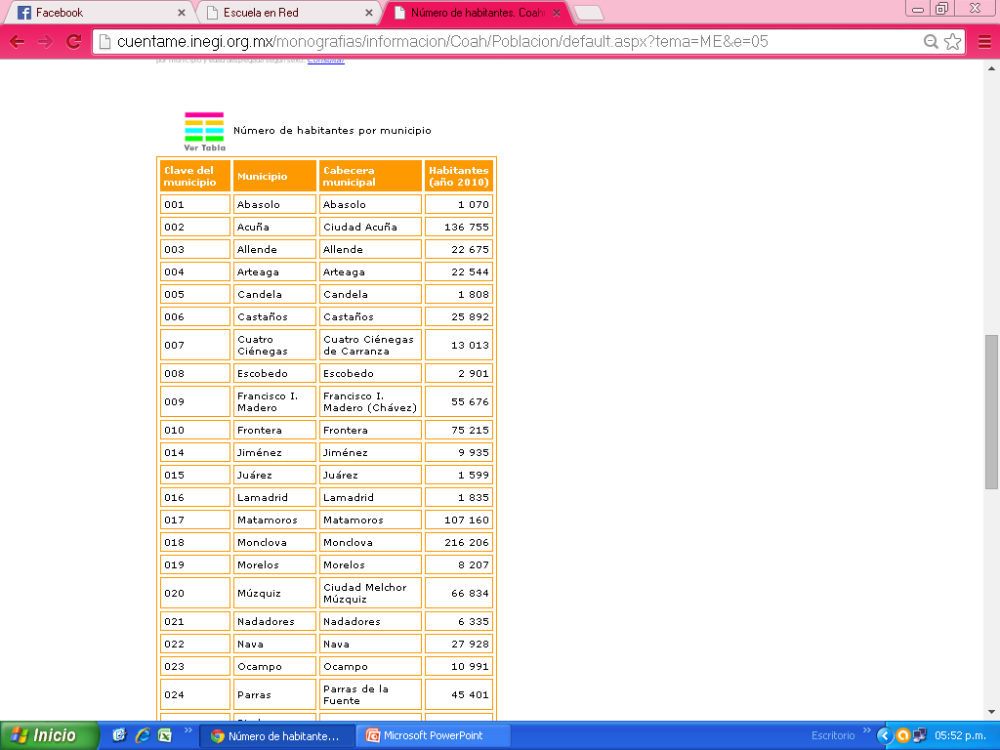 Facebook
Escuela en Red
Número de habitantes. Coah
cuentame.inegi.org.mx/monografias/informacion/Coah/Poblacion/default.aspx?tema=ME&e=05
por municipio y edad desplegada según sexo. Consultar
Ver Tabla
Número de habitantes por municipio
Clave del municipio Municipio Cabecera municipal Habitantes (año 2010)
001 Abasolo Abasolo 1 070
002 Acuña Ciudad Acuña 136 755
003 Allende Allende 22 675
004 Arteaga Arteaga 22 544
005 Candela Candela 1 808
006 Castaños Castaños 25 892
007 Cuatro Ciénegas Cuatro Ciénegas de Carranza 13 013
008 Escobedo Escobedo 2 901
009 Francisco I. Madero Francisco I. Madero (Chávez) 55 676
010 Frontera Frontera 75 215
014 Jiménez Jiménez 9 935
015 Juárez Juárez 1 599
016 Lamadrid Lamadrid 1 835
017 Matamoros Matamoros 107 160
018 Monclova Monclova 216 206
019 Morelos Morelos 8 207
020 Múzquiz Ciudad Melchor Múzquiz 66 834
021 Nadadores Nadadores 6 335
022 Nava Nava 27 928
023 Ocampo Ocampo 10 991
024 Parras Parras de la Fuente 45 401
Inicio
Número de habitante...
Microsoft PowerPoint
Escritorio
05:52 p.m.